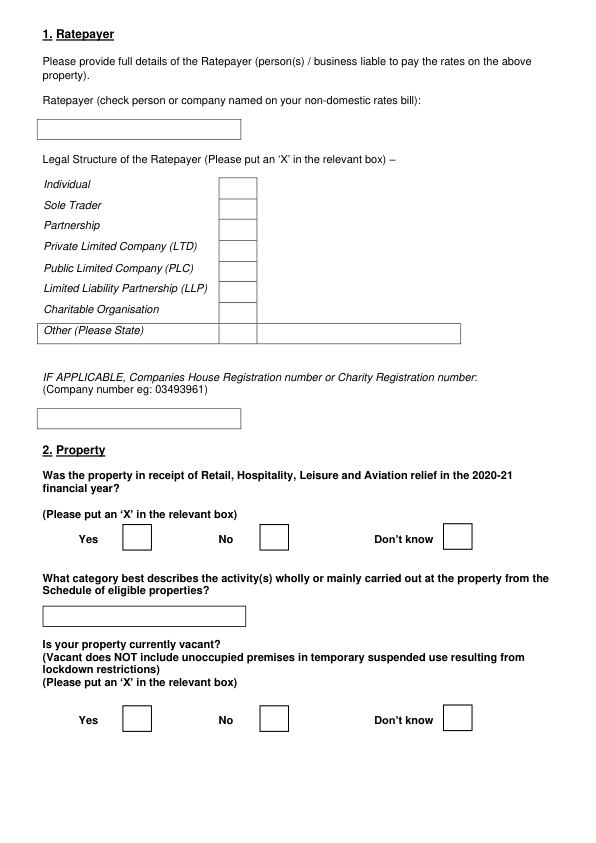 1. Ratepayer
Please provide full details of the Ratepayer (person(s) / business liable to pay the rates on the above
property).
Ratepayer (check person or company named on your non-domestic rates bill):
Legal Structure of the Ratepayer (Please put an ‘X’ in the relevant box) –
Individual
Sole Trader
Partnership
Private Limited Company (LTD)
Public Limited Company (PLC)
Limited Liability Partnership (LLP)
Charitable Organisation
Other (Please State)
IF APPLICABLE, Companies House Registration number or Charity Registration number:
(Company number eg: 03493961)
2. Property
Was the property in receipt of Retail, Hospitality, Leisure and Aviation relief in the 2020-21
financial year?
(Please put an ‘X’ in the relevant box)
Yes No Don’t know
What category best describes the activity(s) wholly or mainly carried out at the property from the
Schedule of eligible properties?
Is your property currently vacant?
(Vacant does NOT include unoccupied premises in temporary suspended use resulting from
lockdown restrictions)
(Please put an ‘X’ in the relevant box)
Yes No Don’t know